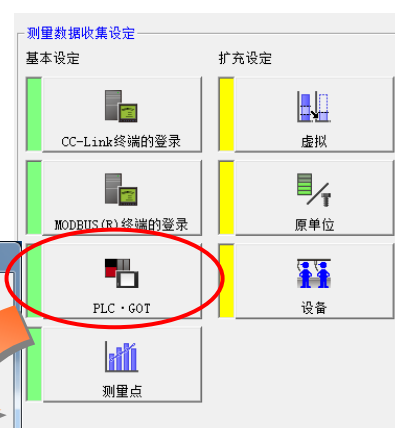 测量数据收集设定
基本设定 扩充设定
CC-Link终端的登录 虚拟
MODBUS(R)终端的登录 原单位
PLC・GOT 设备
测量点